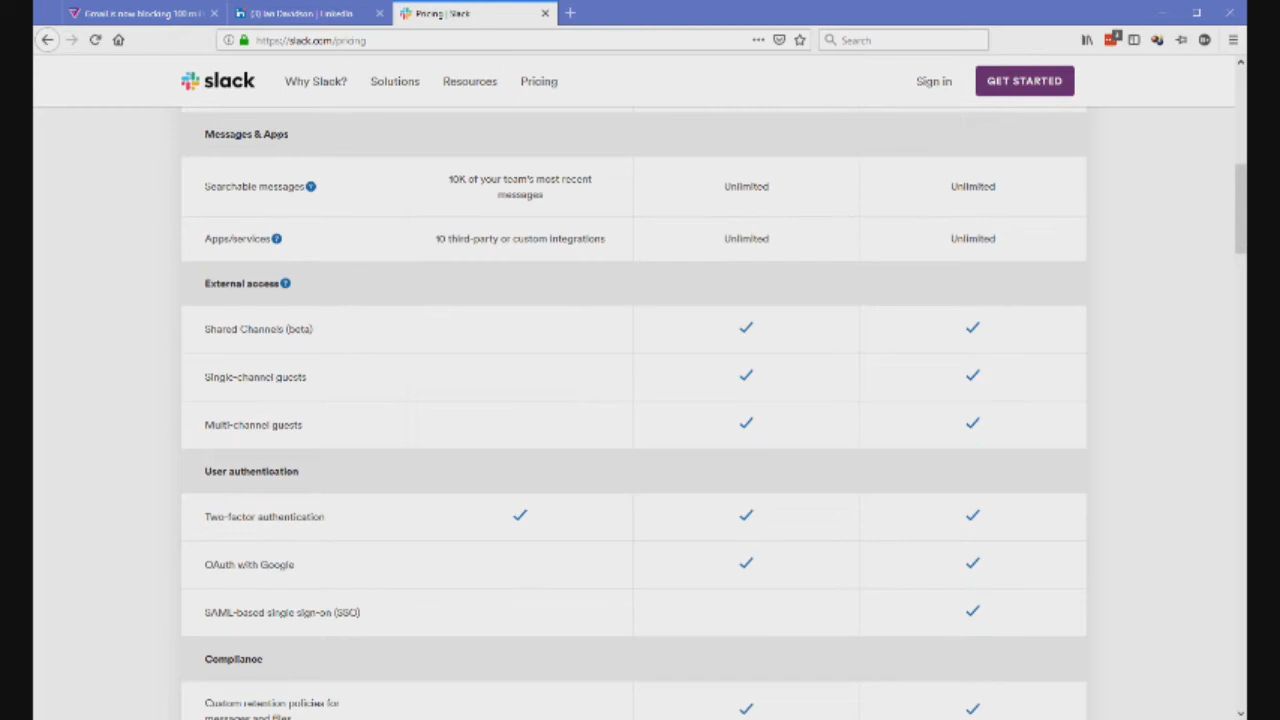 Gmail is now blocking 100 m
(3) Ian Davidson | LinkedIn
Pricing | Slack
https://slack.com/pricing
Search
slack
Why Slack?
Solutions
Resources
Pricing
Sign in
GET STARTED
Messages & Apps
Searchable messages
10K of your team's most recent
messages
Unlimited
Unlimited
Apps/services
10 third-party or custom integrations
Unlimited
Unlimited
External access
Shared Channels (beta)
Single-channel guests
Multi-channel guests
User authentication
Two-factor authentication
OAuth with Google
SAML-based single sign-on (SSO)
Compliance
Custom retention policies for
messages and files